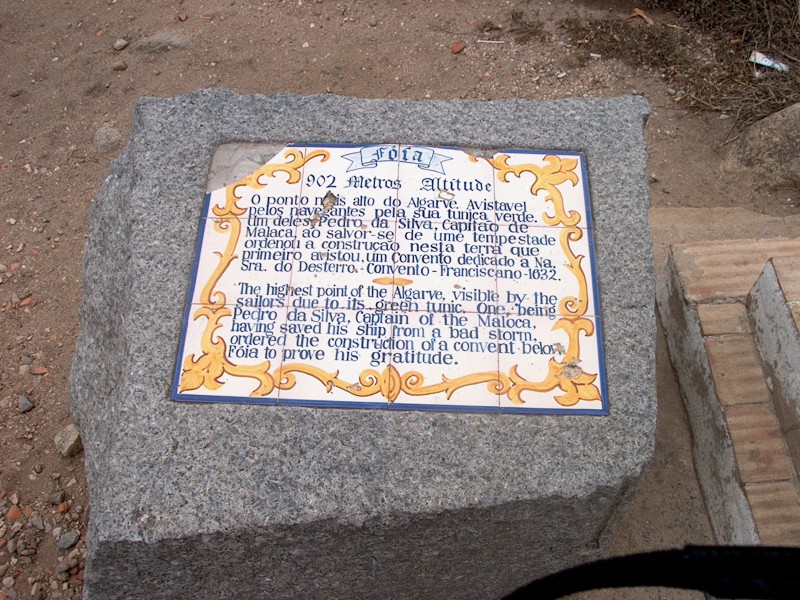 Fóia
902 Metros Altitude
O ponto mais alto do Algarve. Avistavel
pelos navegantes pela sua túnica verde.
Um deles, Pedro da Silva, Capitão de
Malaca, ao salvor-se de umé tempestade
ordenou a construção nesta terra que
primeiro avistou, um Convento dedicado a Na.
Sra. do Desterro. Convento-Franciscano-1632.
The highest point of the Algarve, visible by the
sailors due to its green tunic. One, being
Pedro da Silva, Captain of the Maloca,
having saved his ship from a bad storm,
ordered the construction of a convent below
Fóia to prove his gratitude.